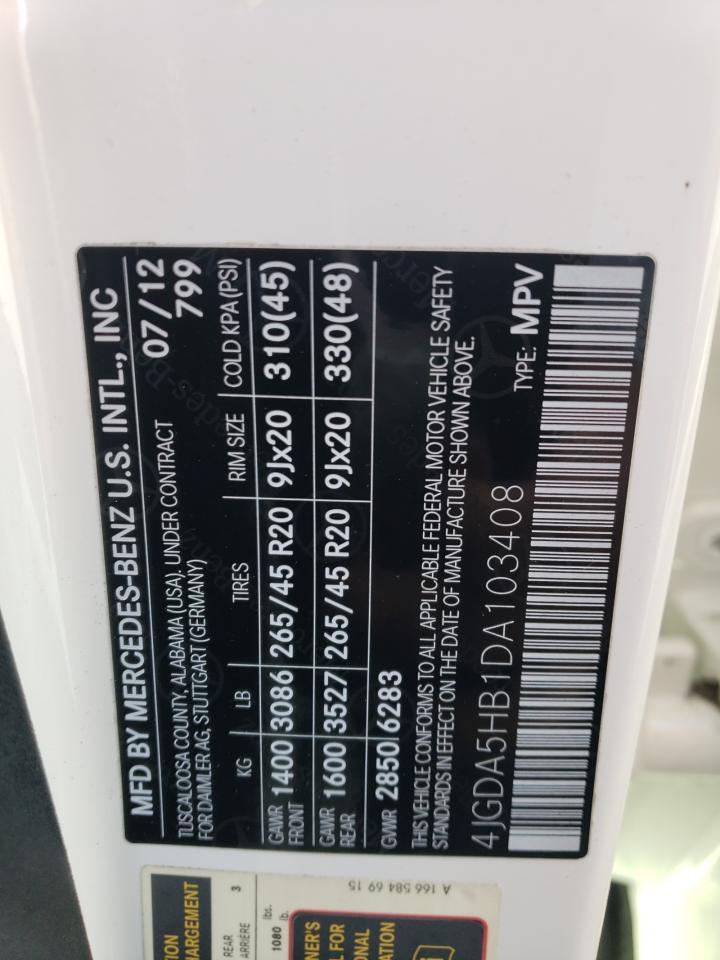 MFD BY MERCEDES-BENZ U.S. INTL., INC
TUSCALOOSA COUNTY, ALABAMA (USA), UNDER CONTRACT
FOR DAIMLER AG, STUTTGART (GERMANY)
07/12
799
KG LB TIRES RIM SIZE COLD KPA (PSI)
GAWR FRONT 1400 3086 265/45 R20 9Jx20 310(45)
GAWR REAR 1600 3527 265/45 R20 9Jx20 330(48)
GVWR 2850 6283
THIS VEHICLE CONFORMS TO ALL APPLICABLE FEDERAL MOTOR VEHICLE SAFETY
STANDARDS IN EFFECT ON THE DATE OF MANUFACTURE SHOWN ABOVE.
4JGDA5HB1DA103408 TYPE: MPV
REAR
ARRIÈRE 3
1080 lbs.
A 166 584 69 15